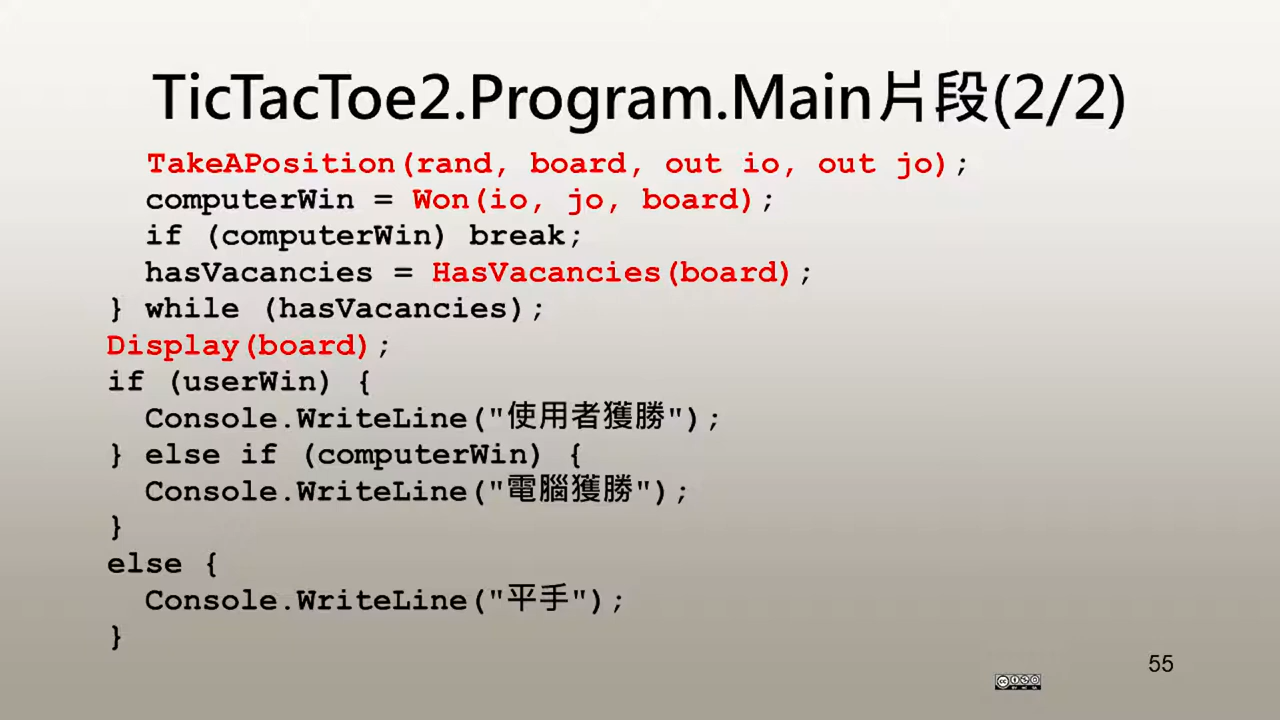 TicTacToe2.Program.Main片段(2/2)
TakeAPosition(rand, board, out io, out jo);
computerWin = Won(io, jo, board);
if (computerWin) break;
hasVacancies = HasVacancies(board);
} while (hasVacancies);
Display(board);
if (userWin) {
Console.WriteLine("使用者獲勝");
} else if (computerWin) {
Console.WriteLine("電腦獲勝");
}
else {
Console.WriteLine("平手");
}
55